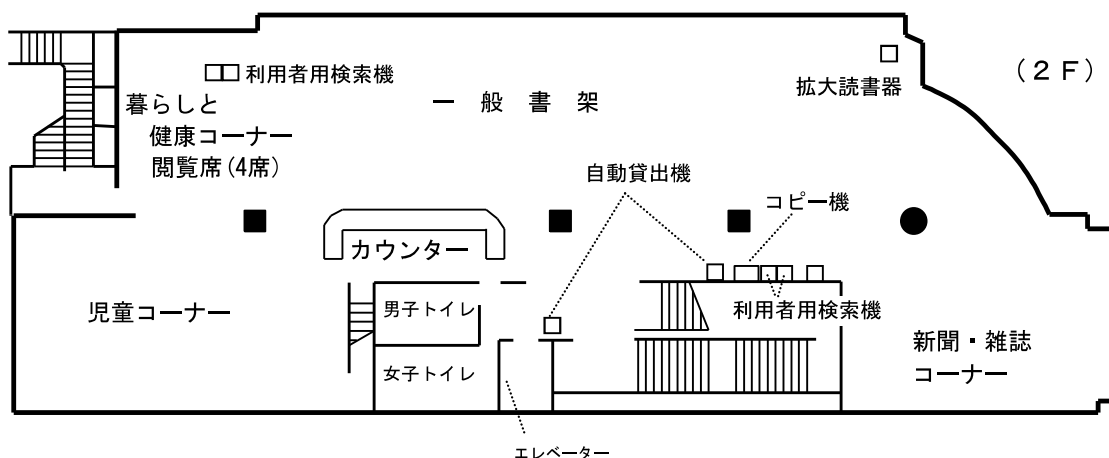 利用者用検索機
拡大読書器
(2F)
暮らしと
健康コーナー
閲覧席(4席)
一般書架
自動貸出機
コピー機
カウンター
児童コーナー
男子トイレ
利用者用検索機
新聞・雑誌
コーナー
女子トイレ
エレベーター